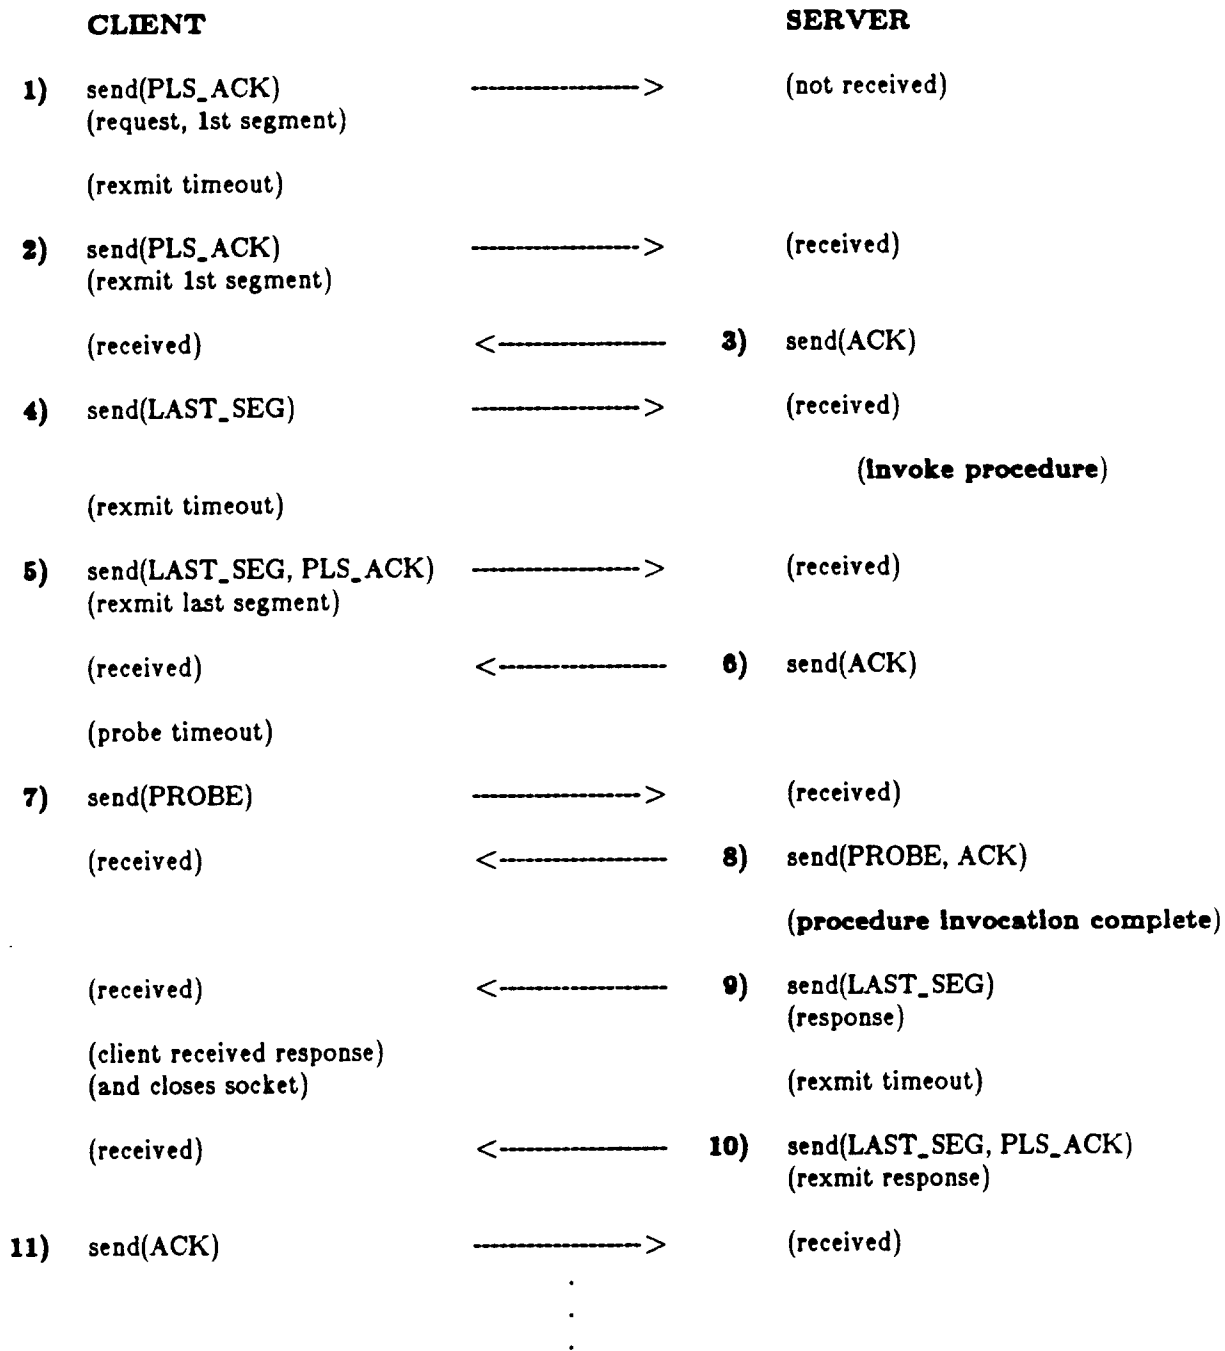 CLIENT SERVER
1) send(PLS_ACK) ----------------> (not received)
(request, 1st segment)
(rexmit timeout)
2) send(PLS_ACK) ----------------> (received)
(rexmit 1st segment)
(received) <---------------- 3) send(ACK)
4) send(LAST_SEG) ----------------> (received)
(invoke procedure)
(rexmit timeout)
5) send(LAST_SEG, PLS_ACK) ----------------> (received)
(rexmit last segment)
(received) <---------------- 6) send(ACK)
(probe timeout)
7) send(PROBE) ----------------> (received)
(received) <---------------- 8) send(PROBE, ACK)
(procedure invocation complete)
(received) <---------------- 9) send(LAST_SEG)
(response)
(client received response)
(and closes socket) (rexmit timeout)
(received) <---------------- 10) send(LAST_SEG, PLS_ACK)
(rexmit response)
11) send(ACK) ----------------> (received)
.
.
.